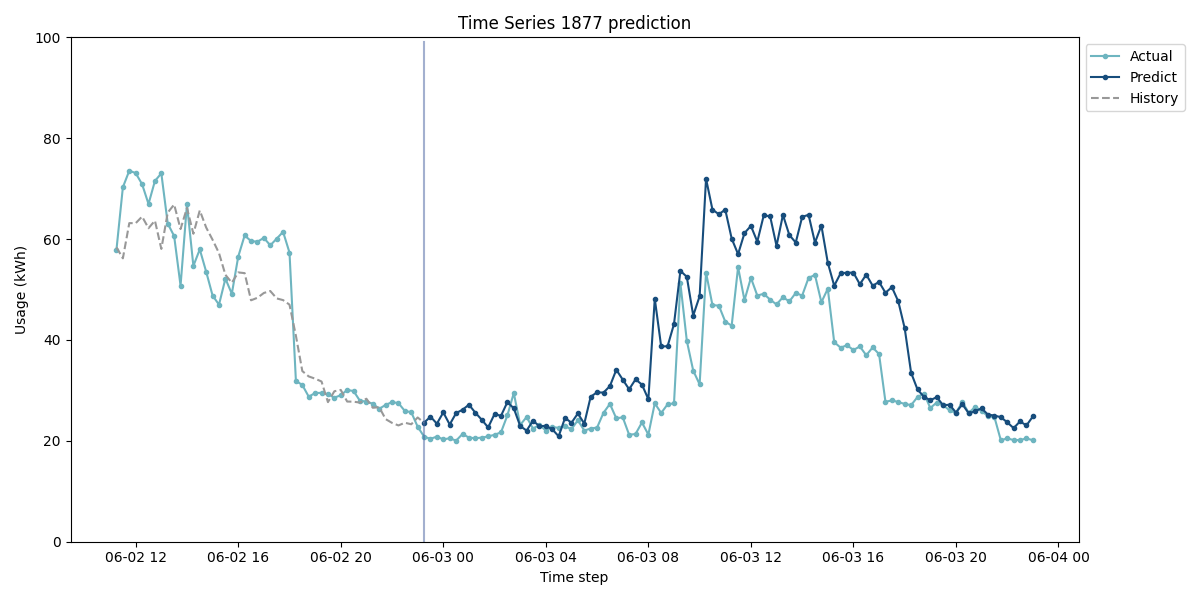 Time Series 1877 prediction
100
80
60
40
20
0
Usage (kWh)
06-02 12
06-02 16
06-02 20
06-03 00
06-03 04
06-03 08
06-03 12
06-03 16
06-03 20
06-04 00
Time step
Actual
Predict
History